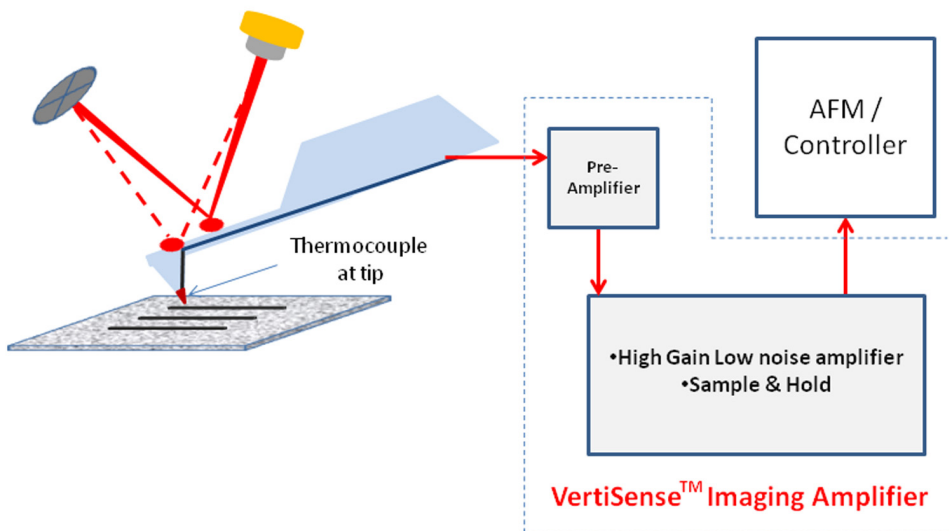 Thermocouple
at tip
Pre-
Amplifier
AFM /
Controller
•High Gain Low noise amplifier
•Sample & Hold
VertiSense™ Imaging Amplifier